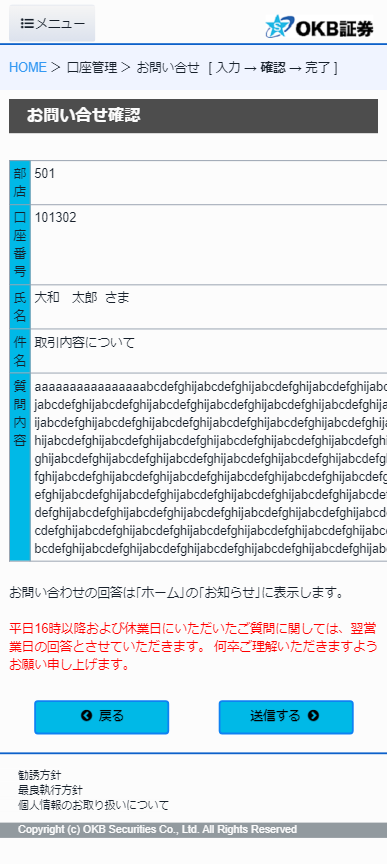 メニュー
OKB証券
HOME > 口座管理 > お問い合せ [ 入力 → 確認 → 完了 ]
お問い合せ確認
部店 501
口座番号 101302
氏名 大和　太郎 さま
件名 取引内容について
質問内容 aaaaaaaaaaaaaaaabcdefghijabcdefghijabcdefghijabcdefghijabc
jabcdefghijabcdefghijabcdefghijabcdefghijabcdefghijabcdefghi
ijabcdefghijabcdefghijabcdefghijabcdefghijabcdefghijabcdefghi
hijabcdefghijabcdefghijabcdefghijabcdefghijabcdefghijabcdefghi
ghijabcdefghijabcdefghijabcdefghijabcdefghijabcdefghijabcdef
fghijabcdefghijabcdefghijabcdefghijabcdefghijabcdefghijabcde
efghijabcdefghijabcdefghijabcdefghijabcdefghijabcdefghijabcde
defghijabcdefghijabcdefghijabcdefghijabcdefghijabcdefghijabc
cdefghijabcdefghijabcdefghijabcdefghijabcdefghijabcdefghijabc
bcdefghijabcdefghijabcdefghijabcdefghijabcdefghijabcdefghijab
お問い合わせの回答は｢ホーム｣の｢お知らせ｣に表示します。
平日16時以降および休業日にいただいたご質問に関しては、翌営
業日の回答とさせていただきます。 何卒ご理解いただきますよう
お願い申し上げます。
戻る
送信する
勧誘方針
最良執行方針
個人情報のお取り扱いについて
Copyright (c) OKB Securities Co., Ltd. All Rights Reserved